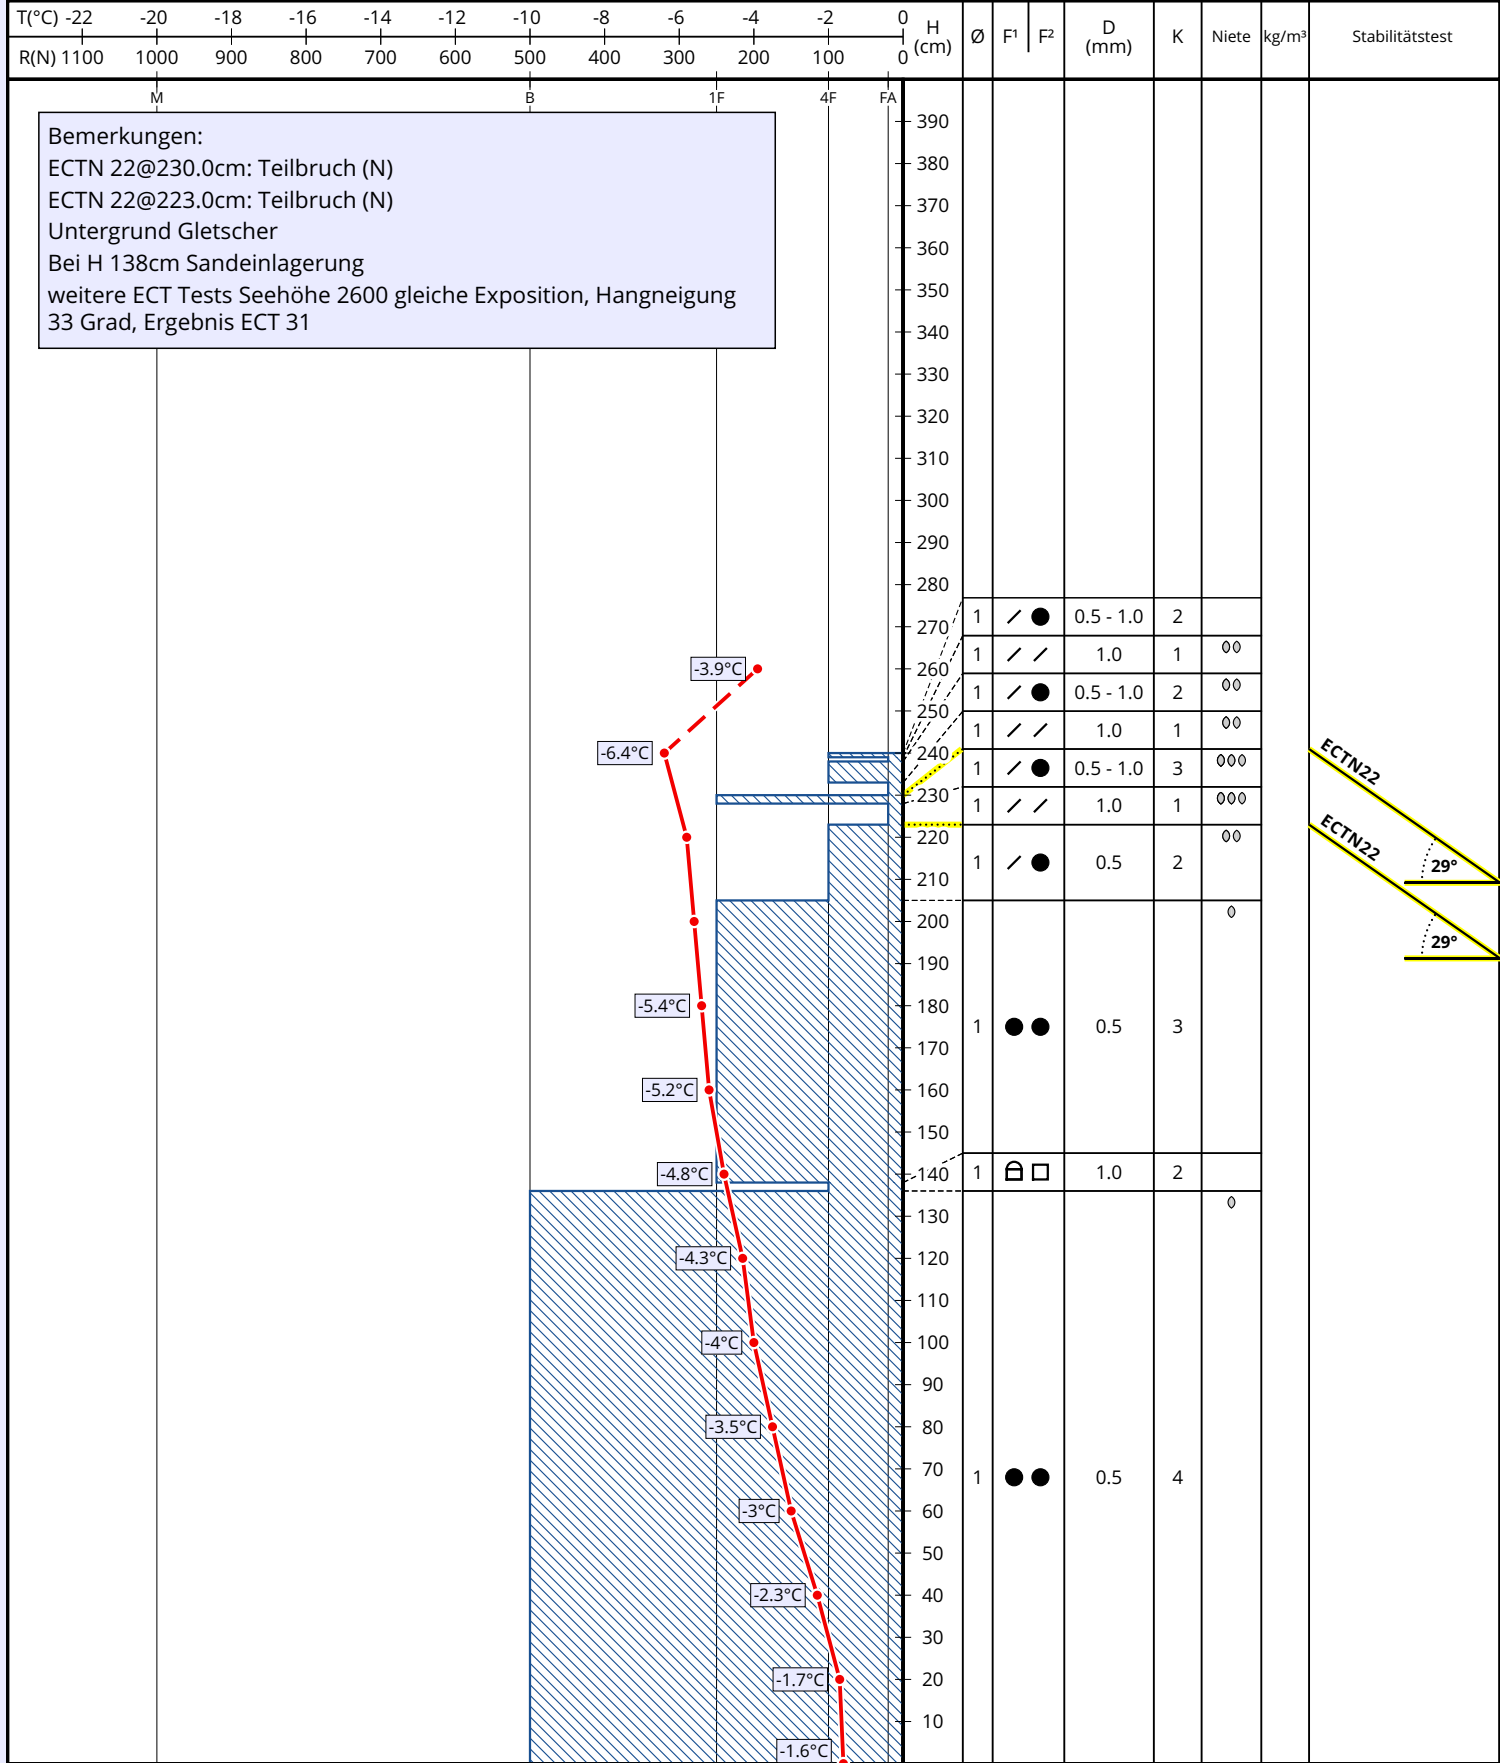 T(°C) -22 -20 -18 -16 -14 -12 -10 -8 -6 -4 -2 0
R(N) 1100 1000 900 800 700 600 500 400 300 200 100 0
H (cm) Ø F¹ F² D (mm) K Niete kg/m³ Stabilitätstest
M B 1F 4F FA
Bemerkungen:
ECTN 22@230.0cm: Teilbruch (N)
ECTN 22@223.0cm: Teilbruch (N)
Untergrund Gletscher
Bei H 138cm Sandeinlagerung
weitere ECT Tests Seehöhe 2600 gleiche Exposition, Hangneigung
33 Grad, Ergebnis ECT 31
390
380
370
360
350
340
330
320
310
300
290
280
270
260
250
240
230
220
210
200
190
180
170
160
150
140
130
120
110
100
90
80
70
60
50
40
30
20
10
-3.9°C
-6.4°C
-5.4°C
-5.2°C
-4.8°C
-4.3°C
-4°C
-3.5°C
-3°C
-2.3°C
-1.7°C
-1.6°C
1 0.5 - 1.0 2
1 1.0 1
1 0.5 - 1.0 2
1 1.0 1
1 0.5 - 1.0 3
1 1.0 1
1 0.5 2
1 0.5 3
1 1.0 2
1 0.5 4
ECTN22
29°
ECTN22
29°